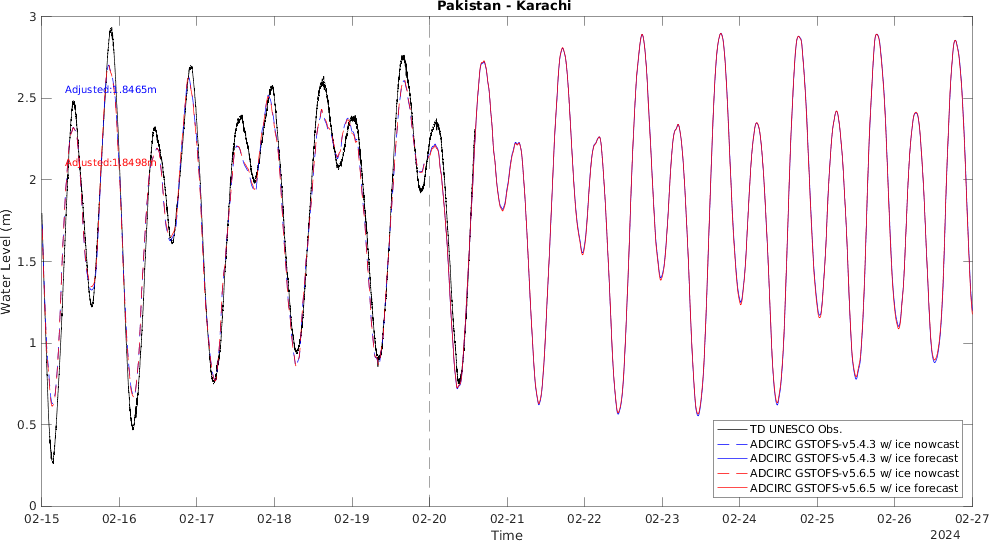 Pakistan - Karachi
3
2.5
2
1.5
1
0.5
0
Water Level (m)
Adjusted:1.8465m
Adjusted:1.8498m
TD UNESCO Obs.
ADCIRC GSTOFS-v5.4.3 w/ ice nowcast
ADCIRC GSTOFS-v5.4.3 w/ ice forecast
ADCIRC GSTOFS-v5.6.5 w/ ice nowcast
ADCIRC GSTOFS-v5.6.5 w/ ice forecast
02-15 02-16 02-17 02-18 02-19 02-20 02-21 02-22 02-23 02-24 02-25 02-26 02-27
Time
2024